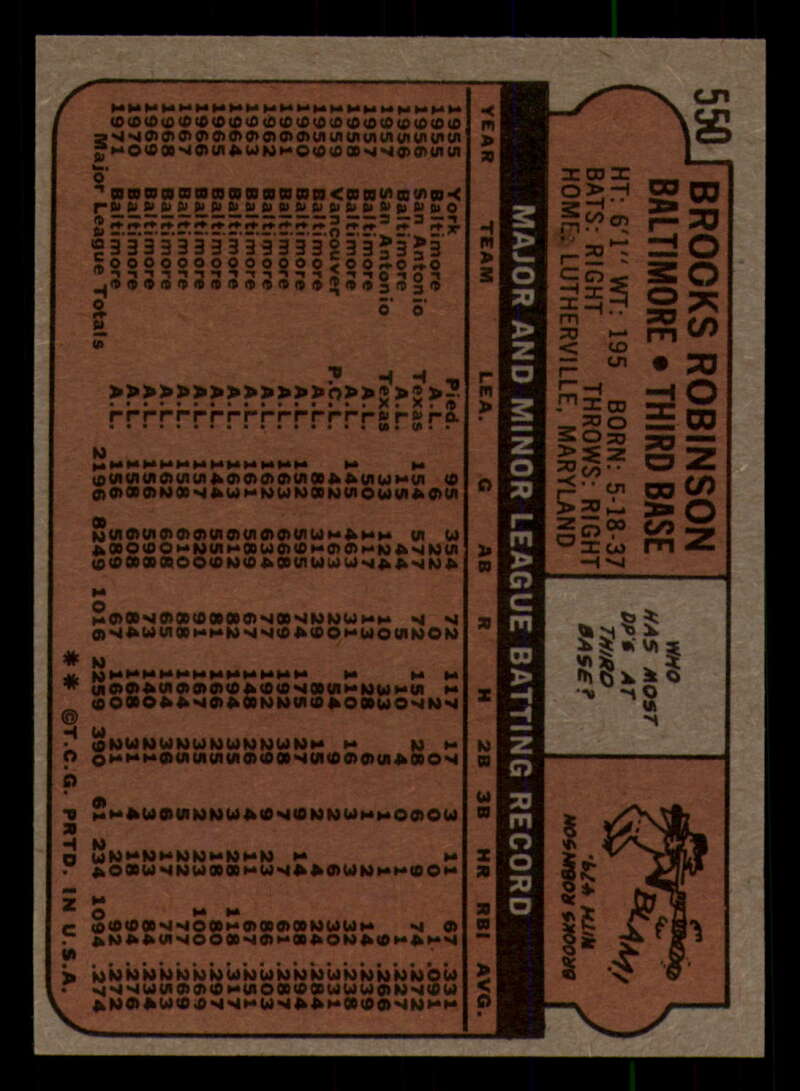 550
BROOKS ROBINSON
BALTIMORE • THIRD BASE
HT: 6'1" WT: 195 BORN: 5-18-37
BATS: RIGHT THROWS: RIGHT
HOME: LUTHERVILLE, MARYLAND
WHO
HAS MOST
DP'S AT
THIRD
BASE?
BLAM!
BROOKS ROBINSON
WITH 479.
MAJOR AND MINOR LEAGUE BATTING RECORD
YEAR TEAM LEA. G AB R H 2B 3B HR RBI AVG.
1955 York Pied. 95 354 72 117 17 3 11 67 .331
1955 Baltimore A.L. 6 22 0 2 0 0 0 1 .091
1956 San Antonio Texas 154 577 72 157 28 6 9 74 .272
1956 Baltimore A.L. 15 44 5 10 4 0 1 1 .227
1957 San Antonio Texas 33 124 10 33 5 1 1 9 .266
1957 Baltimore A.L. 50 117 13 28 6 1 2 14 .239
1958 Baltimore A.L. 145 463 31 110 16 3 3 32 .238
1959 Vancouver P.C.L. 42 163 20 54 9 2 6 30 .331
1959 Baltimore A.L. 88 313 29 89 15 2 4 24 .284
1960 Baltimore A.L. 152 595 74 175 27 9 14 88 .294
1961 Baltimore A.L. 163 668 89 192 38 7 7 61 .287
1962 Baltimore A.L. 162 634 77 192 29 9 23 86 .303
1963 Baltimore A.L. 161 589 67 148 26 4 11 67 .251
1964 Baltimore A.L. 163 612 82 194 35 3 28 118 .317
1965 Baltimore A.L. 144 559 81 166 25 2 18 80 .297
1966 Baltimore A.L. 157 620 91 167 35 2 23 100 .269
1967 Baltimore A.L. 158 610 88 164 25 5 22 77 .269
1968 Baltimore A.L. 162 608 65 154 36 6 17 75 .253
1969 Baltimore A.L. 156 598 73 140 21 3 23 84 .234
1970 Baltimore A.L. 158 608 84 168 31 4 18 94 .276
1971 Baltimore A.L. 156 589 67 160 21 1 20 92 .272
Major League Totals 2196 8249 1016 2259 390 61 234 1094 .274
** ©T.C.G. PRTD. IN U.S.A.